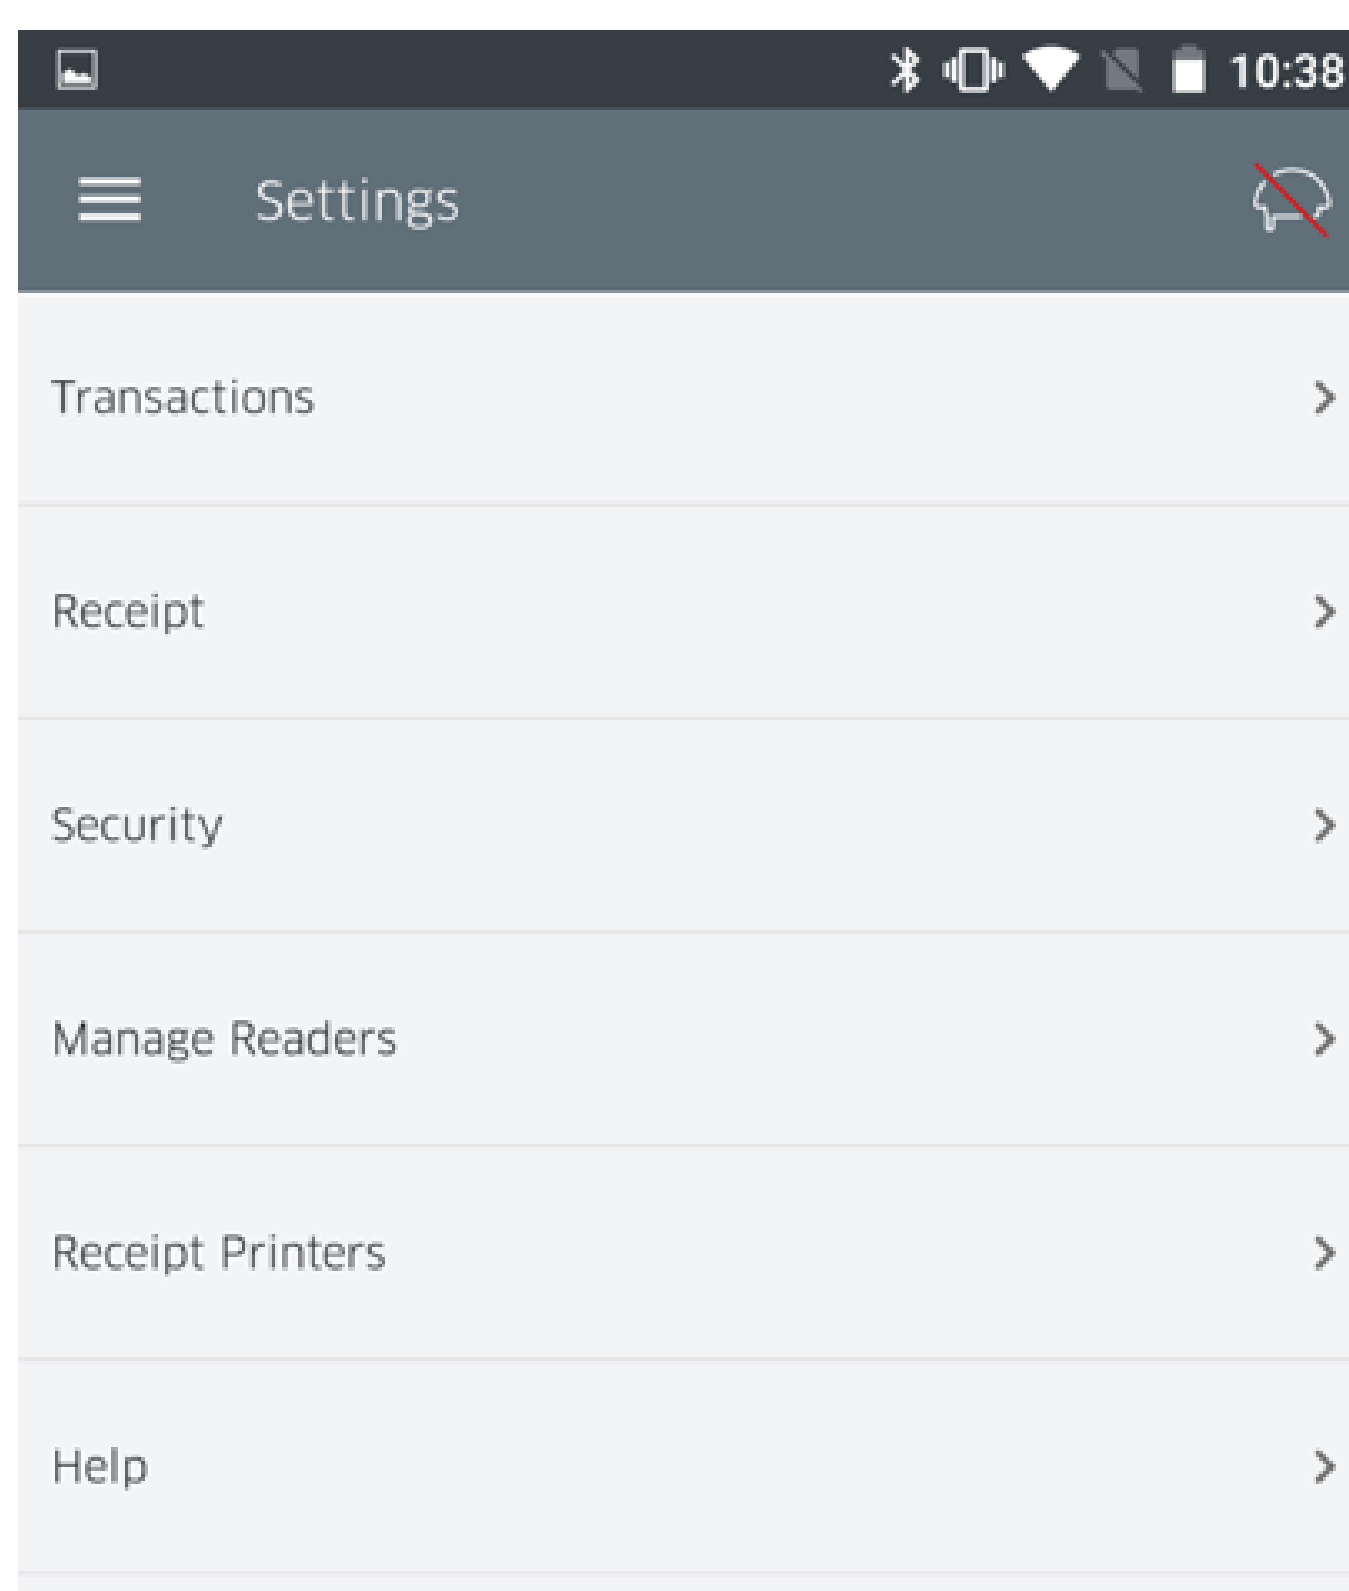 10:38
Settings
Transactions
Receipt
Security
Manage Readers
Receipt Printers
Help